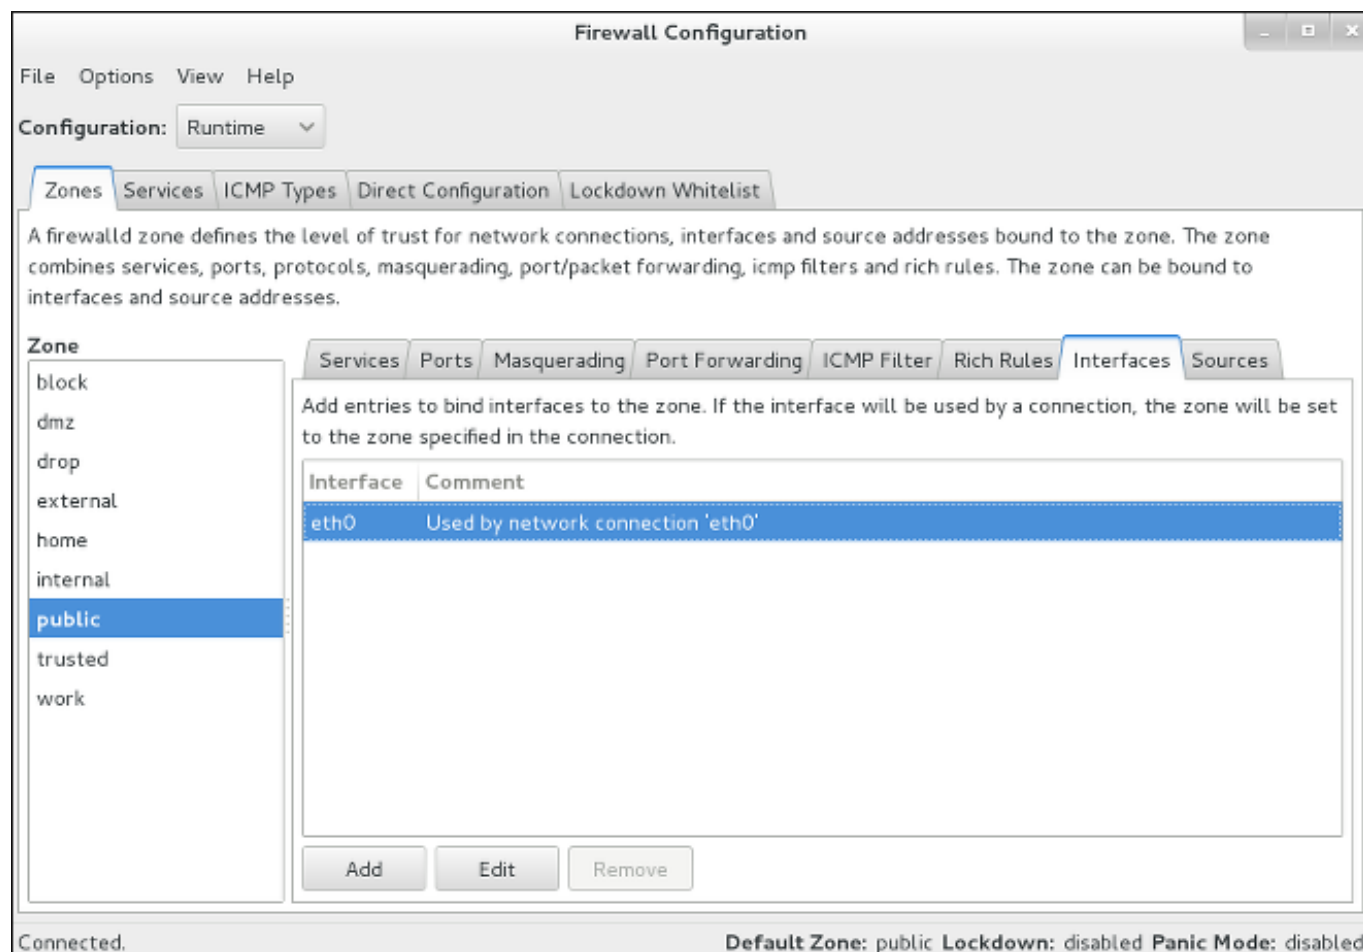 Firewall Configuration
File Options View Help
Configuration: Runtime
Zones Services ICMP Types Direct Configuration Lockdown Whitelist
A firewalld zone defines the level of trust for network connections, interfaces and source addresses bound to the zone. The zone
combines services, ports, protocols, masquerading, port/packet forwarding, icmp filters and rich rules. The zone can be bound to
interfaces and source addresses.
Zone
block
dmz
drop
external
home
internal
public
trusted
work
Services Ports Masquerading Port Forwarding ICMP Filter Rich Rules Interfaces Sources
Add entries to bind interfaces to the zone. If the interface will be used by a connection, the zone will be set
to the zone specified in the connection.
Interface Comment
eth0 Used by network connection 'eth0'
Add Edit Remove
Connected. Default Zone: public Lockdown: disabled Panic Mode: disabled